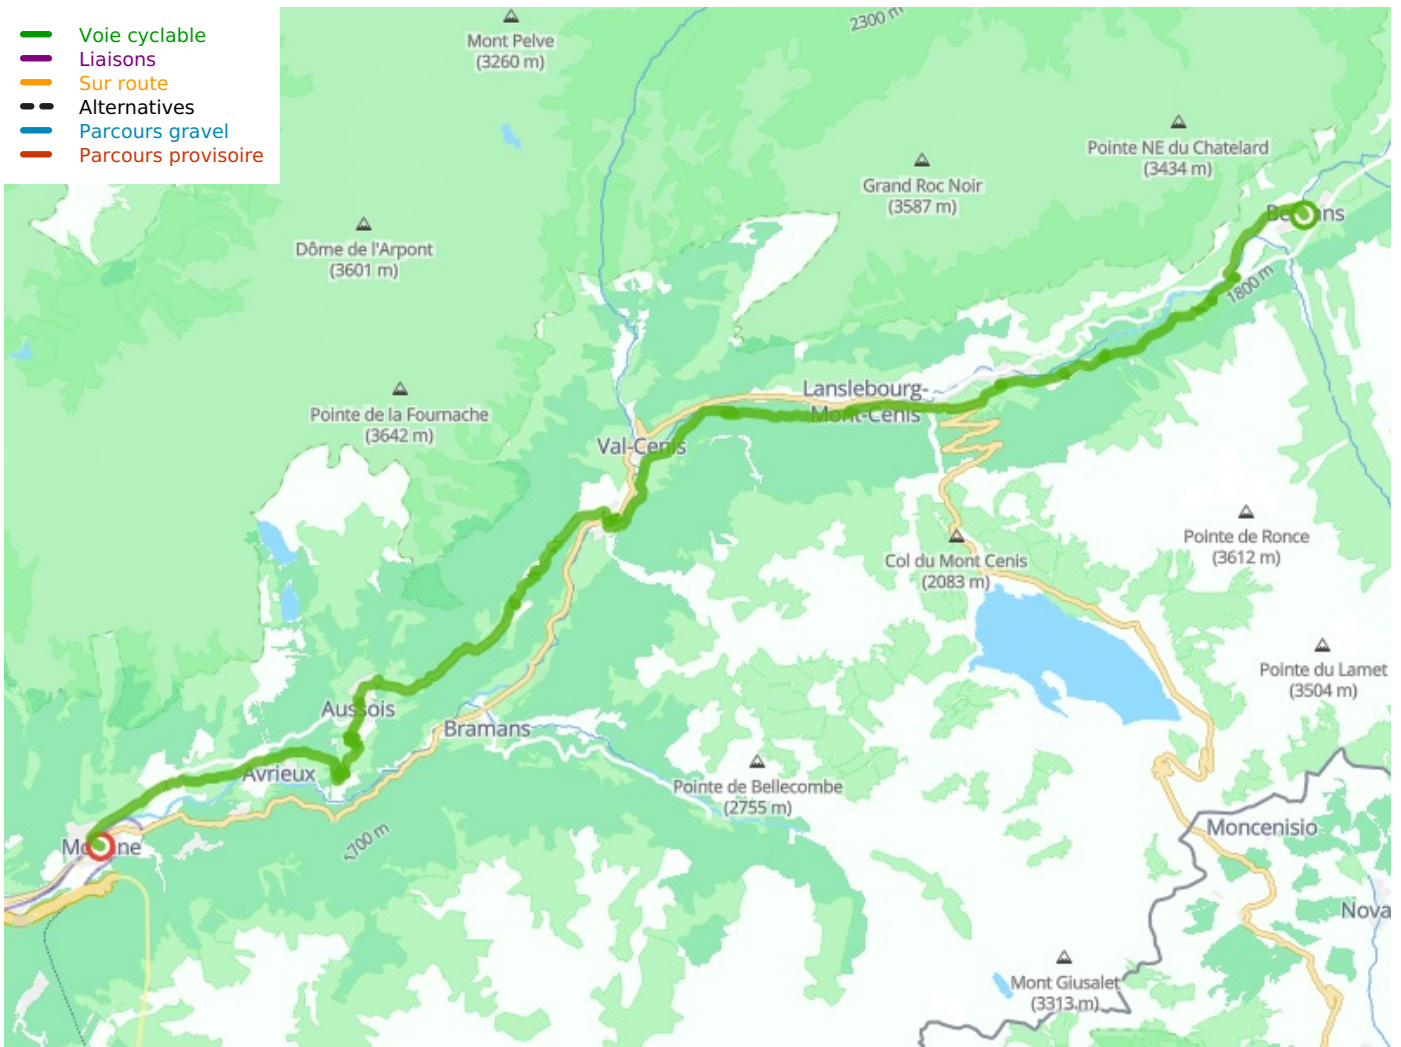 Voie cyclable
Liaisons
Sur route
Alternatives
Parcours gravel
Parcours provisoire
2300 m
Mont Pelve
(3260 m)
Pointe NE du Chatelard
(3434 m)
Grand Roc Noir
(3587 m)
Dôme de l'Arpont
(3601 m)
1800 m
Lanslebourg-
Mont-Cenis
Pointe de la Fournache
(3642 m)
Val-Cenis
Pointe de Ronce
(3612 m)
Col du Mont Cenis
(2083 m)
Pointe du Lamet
(3504 m)
Aussois
Bramans
Avrieux
Pointe de Bellecombe
(2755 m)
1700 m
Moncenisio
Nova
Mont Giusalet
(3313 m)